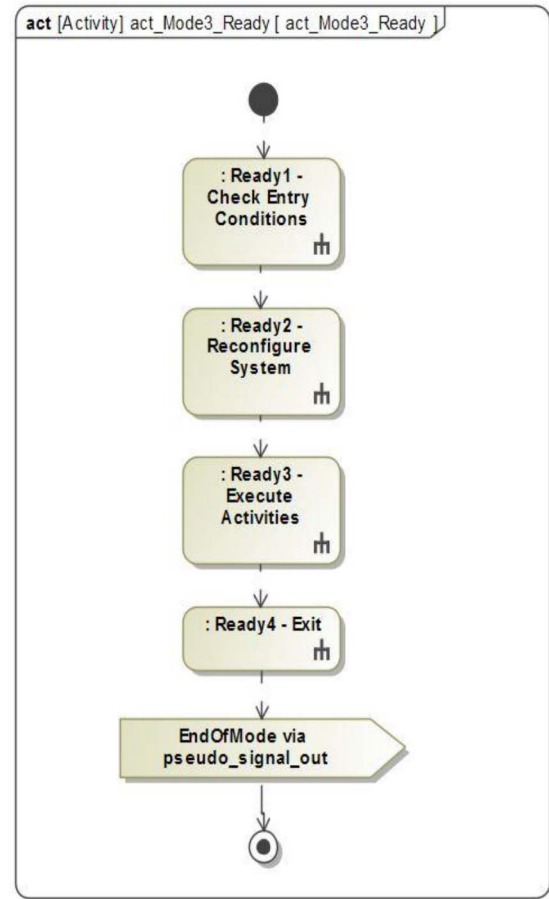 act [Activity] act_Mode3_Ready [ act_Mode3_Ready ]
: Ready1 -
Check Entry
Conditions
: Ready2 -
Reconfigure
System
: Ready3 -
Execute
Activities
: Ready4 - Exit
EndOfMode via
pseudo_signal_out